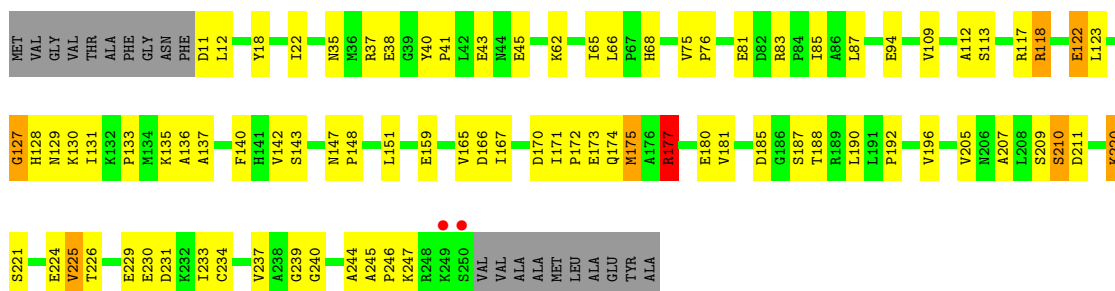 MET VAL GLY VAL THR ALA PHE GLY ASN PHE D11 L12 Y18 I22 N35 M36 R37 E38 G39 Y40 P41 L42 E43 N44 E45 K62 I65 L66 P67 H68 V75 P76 E81 D82 R83 P84 I85 A86 L87 E94 V109 A112 S113 R117 R118 E122 L123
G127 H128 N129 K130 I131 K132 P133 M134 K135 A136 A137 F140 H141 V142 S143 N147 P148 L151 E159 V165 D166 I167 D170 I171 P172 E173 Q174 M175 A176 R177 E180 V181 D185 G186 S187 T188 R189 L190 L191 P192 V196 V205 N206 A207 L208 S209 S210 D211
S221 E224 V225 T226 E229 E230 D231 K232 I233 C234 V237 A238 G239 G240 A244 A245 P246 K247 R248 K249 S250 VAL VAL ALA ALA MET LEU ALA GLU TYR ALA